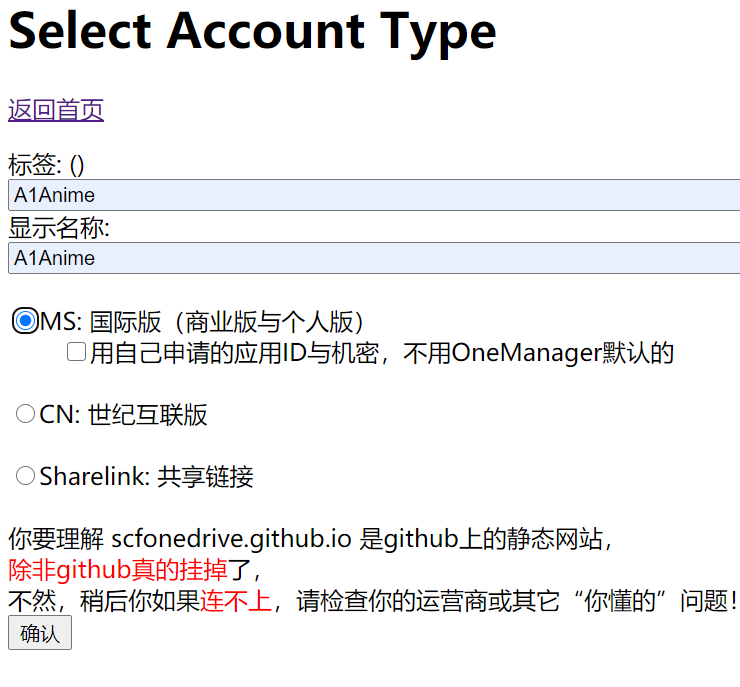 Select Account Type
返回首页
标签: ()
A1Anime
显示名称:
A1Anime
MS: 国际版（商业版与个人版）
用自己申请的应用ID与机密，不用OneManager默认的
CN: 世纪互联版
Sharelink: 共享链接
你要理解 scfonedrive.github.io 是github上的静态网站，
除非github真的挂掉了，
不然，稍后你如果连不上，请检查你的运营商或其它“你懂的”问题！
确认